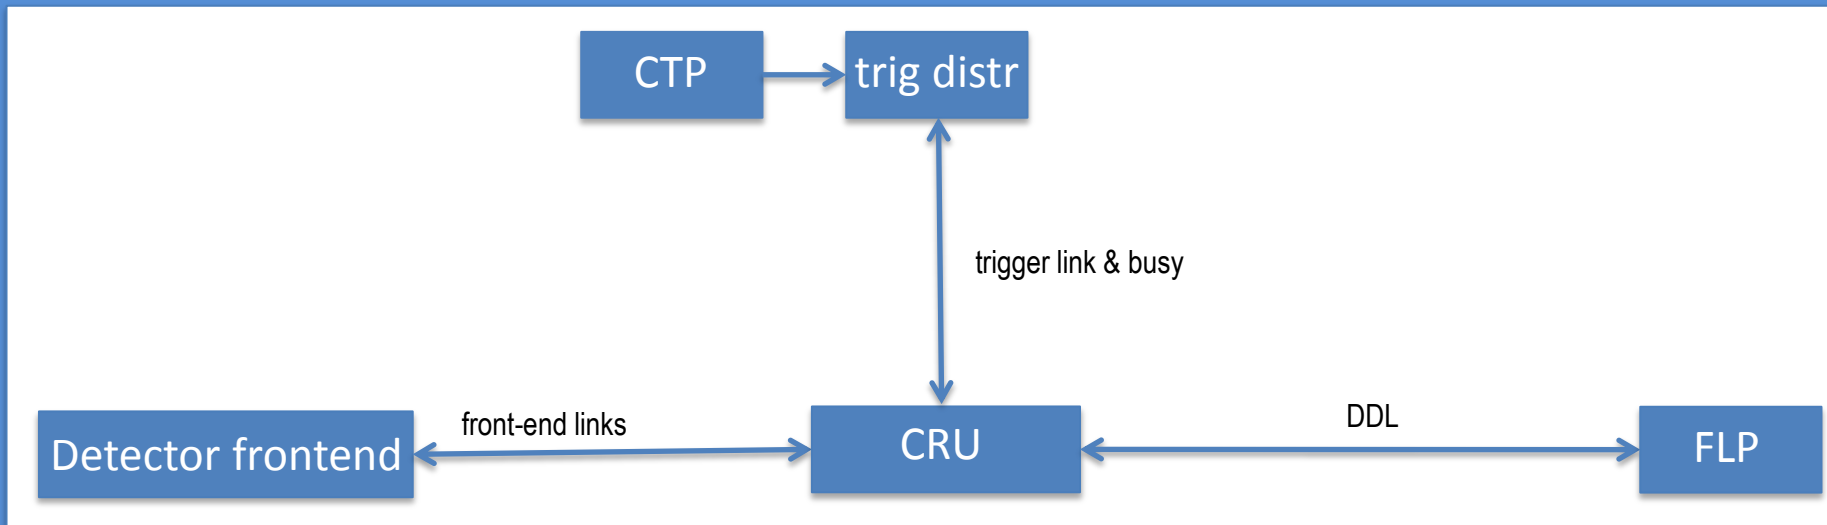 CTP
trig distr
trigger link & busy
Detector frontend
front-end links
CRU
DDL
FLP